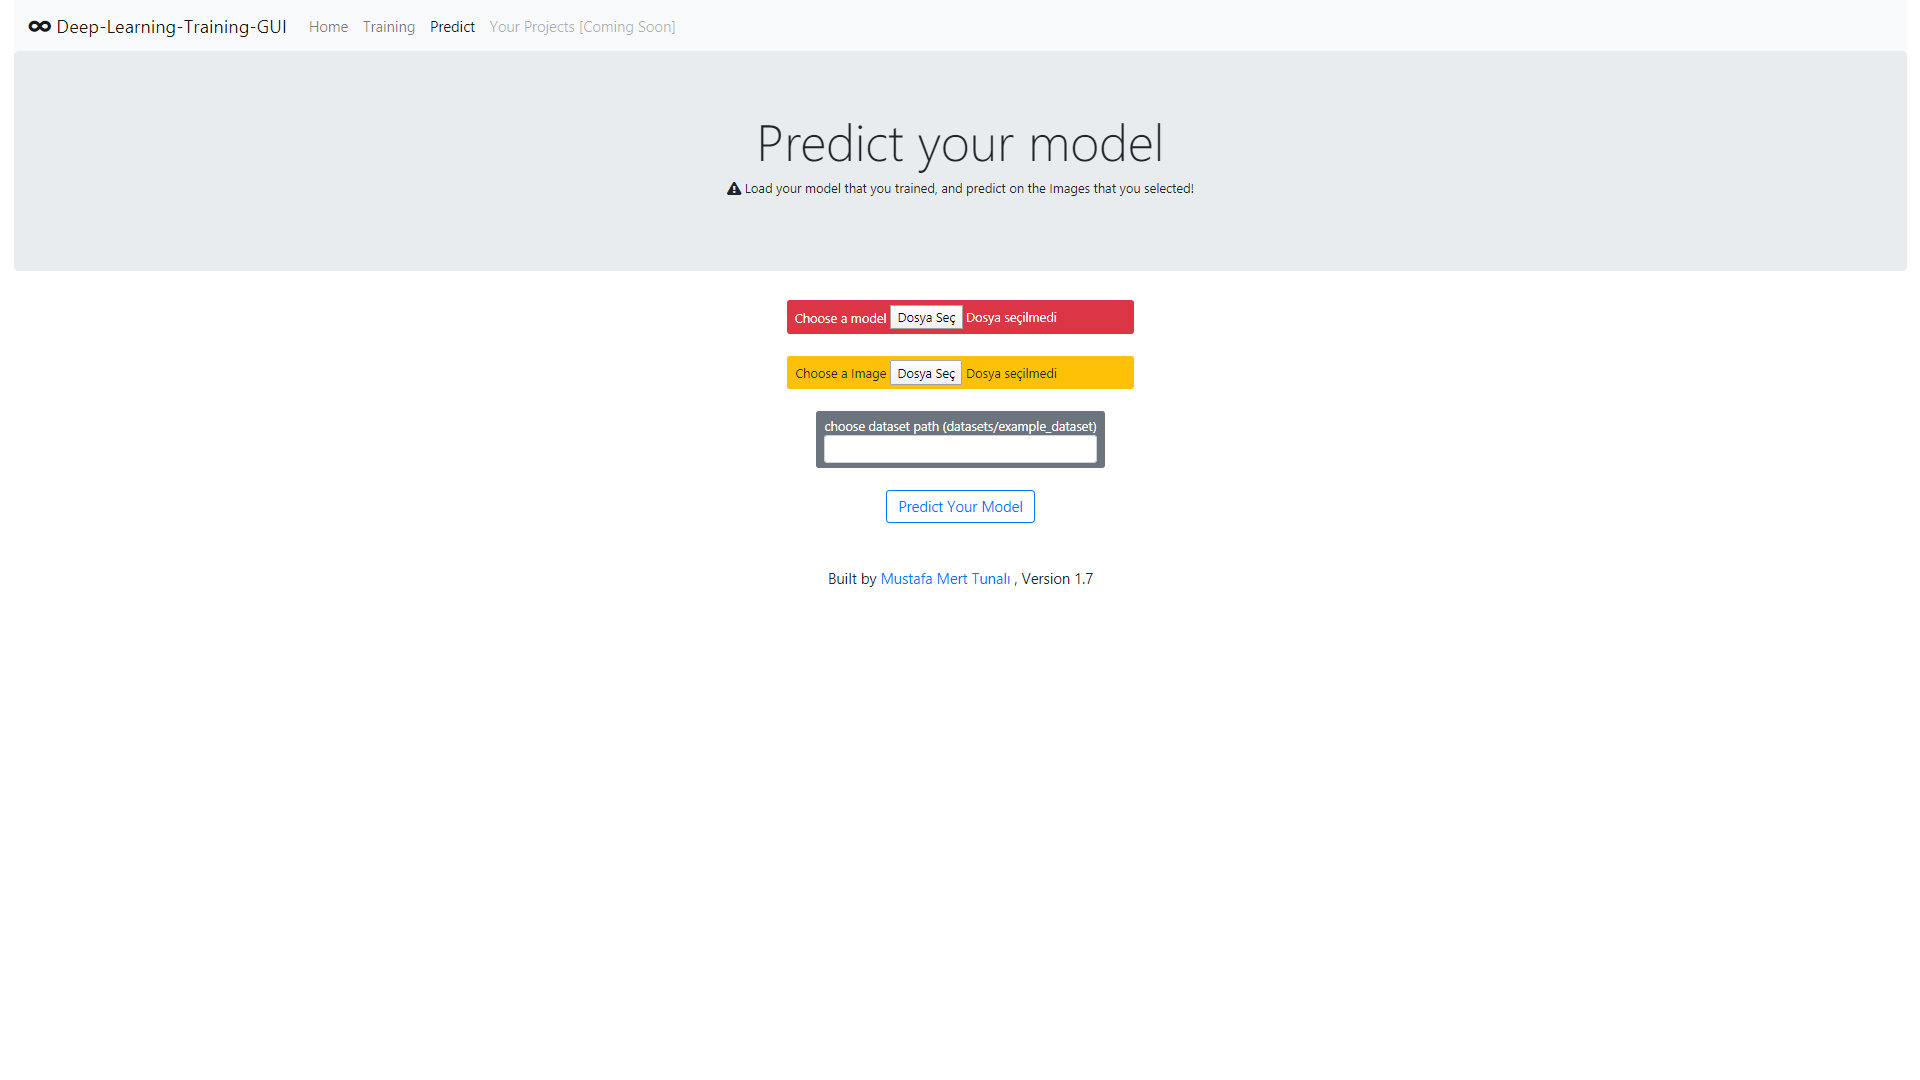 Deep-Learning-Training-GUI Home Training Predict Your Projects [Coming Soon]
Predict your model
Load your model that you trained, and predict on the Images that you selected!
Choose a model Dosya Seç Dosya seçilmedi
Choose a Image Dosya Seç Dosya seçilmedi
choose dataset path (datasets/example_dataset)
Predict Your Model
Built by Mustafa Mert Tunalı , Version 1.7